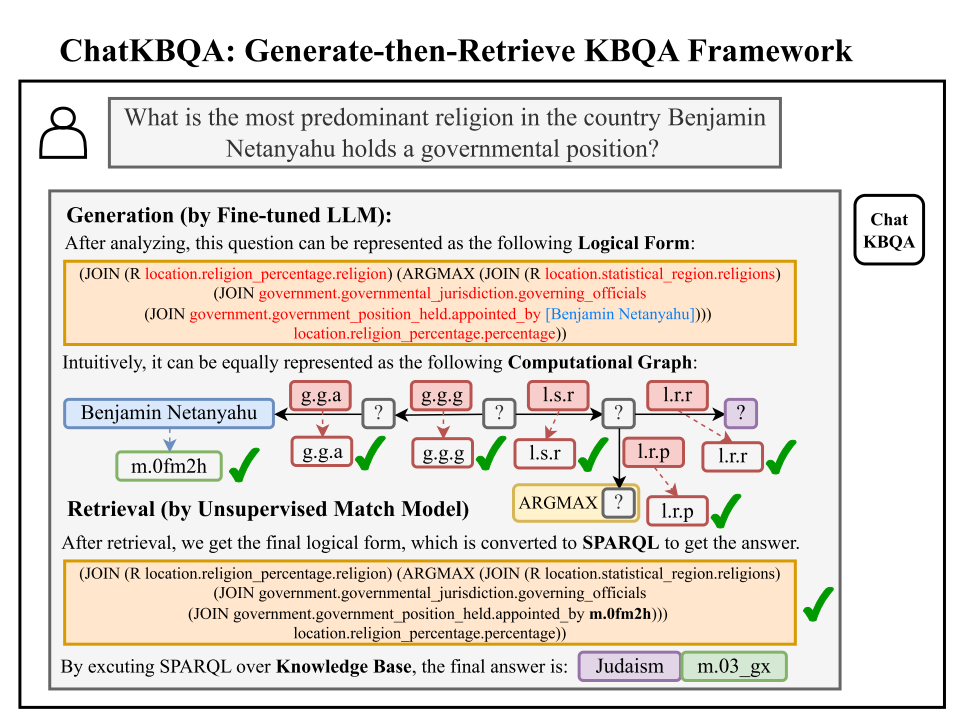 ChatKBQA: Generate-then-Retrieve KBQA Framework
What is the most predominant religion in the country Benjamin
Netanyahu holds a governmental position?
Chat
KBQA
Generation (by Fine-tuned LLM):
After analyzing, this question can be represented as the following Logical Form:
(JOIN (R location.religion_percentage.religion) (ARGMAX (JOIN (R location.statistical_region.religions)
(JOIN government.governmental_jurisdiction.governing_officials
(JOIN government.government_position_held.appointed_by [Benjamin Netanyahu])))
location.religion_percentage.percentage))
Intuitively, it can be equally represented as the following Computational Graph:
g.g.a g.g.g l.s.r l.r.r
Benjamin Netanyahu ? ? ? ?
m.0fm2h g.g.a g.g.g l.s.r l.r.p l.r.r
ARGMAX ? l.r.p
Retrieval (by Unsupervised Match Model)
After retrieval, we get the final logical form, which is converted to SPARQL to get the answer.
(JOIN (R location.religion_percentage.religion) (ARGMAX (JOIN (R location.statistical_region.religions)
(JOIN government.governmental_jurisdiction.governing_officials
(JOIN government.government_position_held.appointed_by m.0fm2h)))
location.religion_percentage.percentage))
By excuting SPARQL over Knowledge Base, the final answer is: Judaism m.03_gx